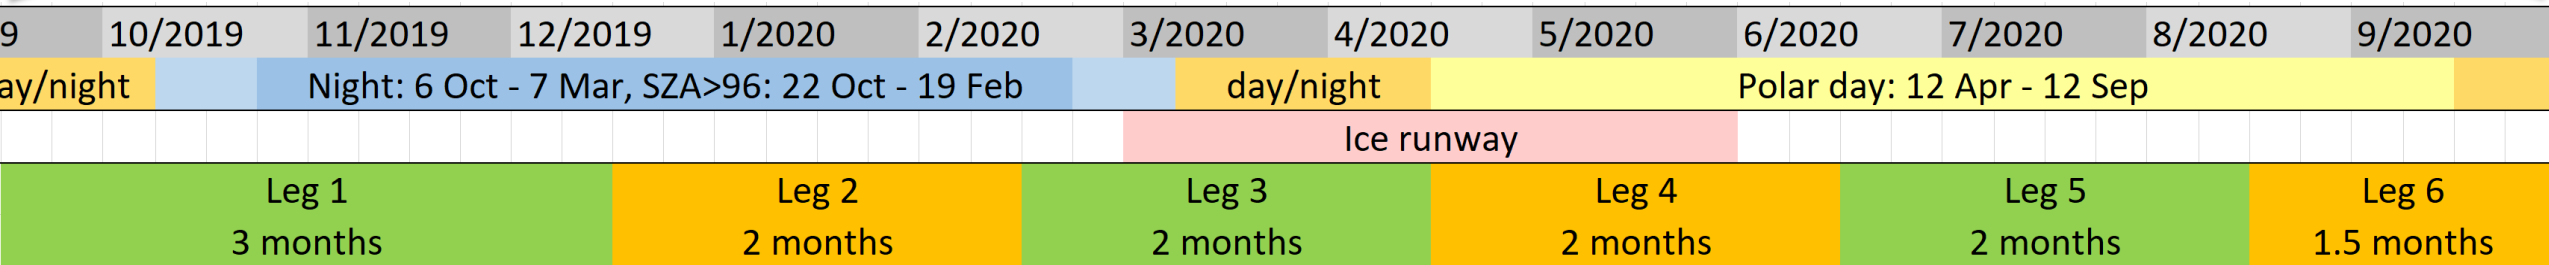 9 10/2019 11/2019 12/2019 1/2020 2/2020 3/2020 4/2020 5/2020 6/2020 7/2020 8/2020 9/2020
ay/night Night: 6 Oct - 7 Mar, SZA>96: 22 Oct - 19 Feb day/night Polar day: 12 Apr - 12 Sep
Ice runway
Leg 1 Leg 2 Leg 3 Leg 4 Leg 5 Leg 6
3 months 2 months 2 months 2 months 2 months 1.5 months